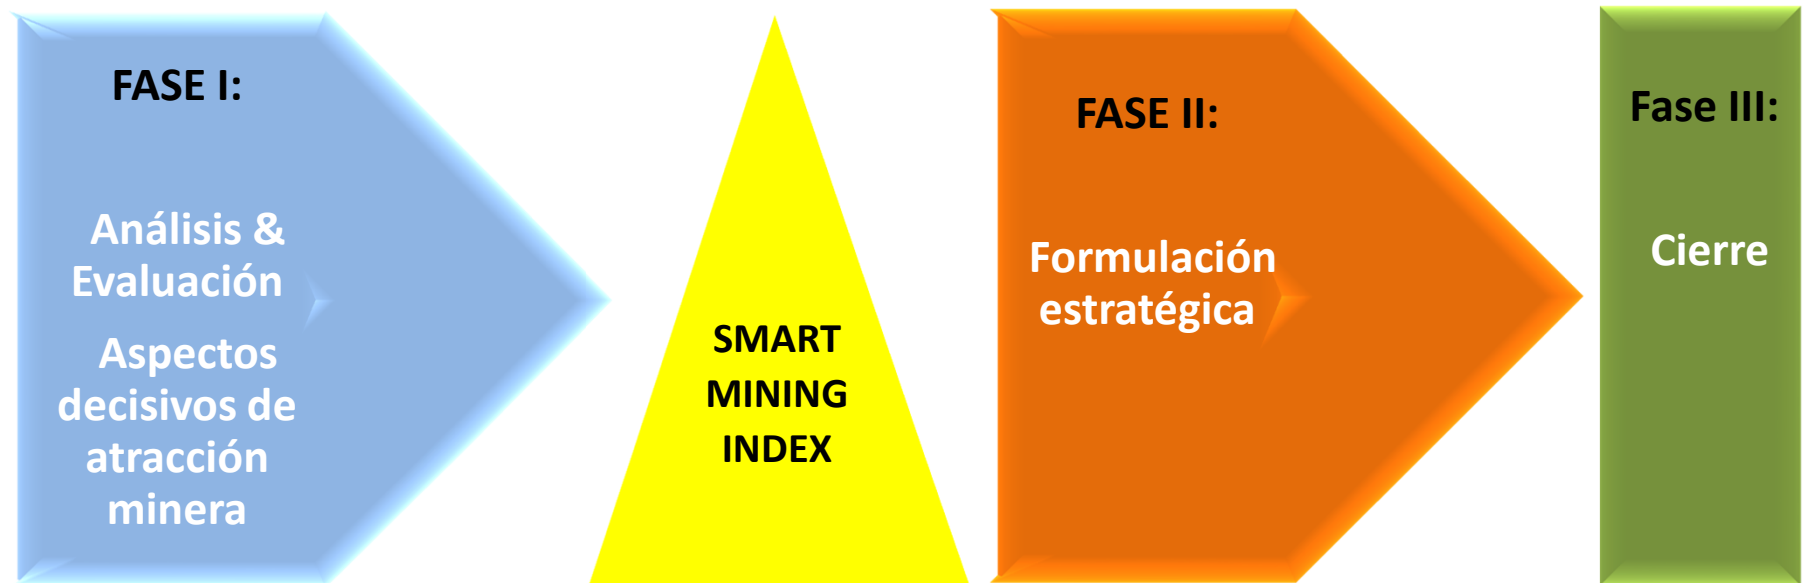 FASE I:
Análisis &
Evaluación
Aspectos
decisivos de
atracción
minera
SMART
MINING
INDEX
FASE II:
Formulación
estratégica
Fase III:
Cierre